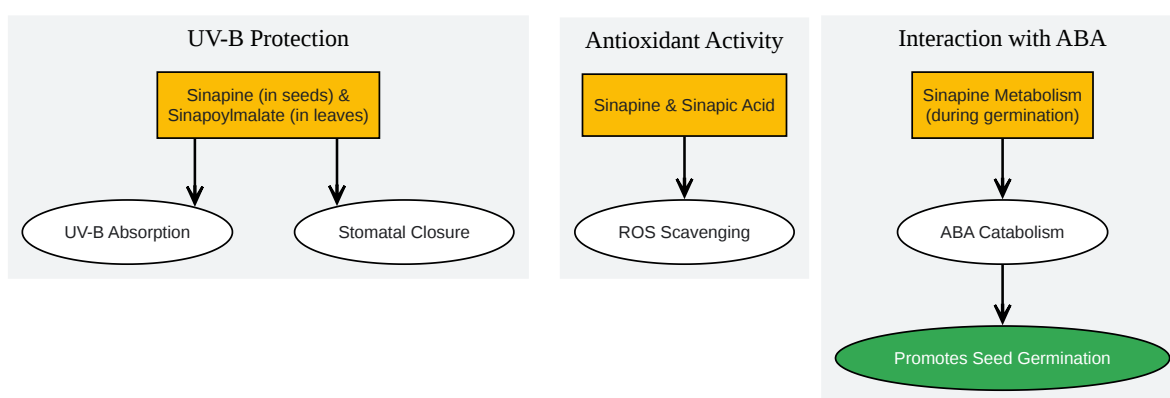 UV-B Protection
Sinapine (in seeds) &
Sinapoylmalate (in leaves)
UV-B Absorption
Stomatal Closure
Antioxidant Activity
Sinapine & Sinapic Acid
ROS Scavenging
Interaction with ABA
Sinapine Metabolism
(during germination)
ABA Catabolism
Promotes Seed Germination